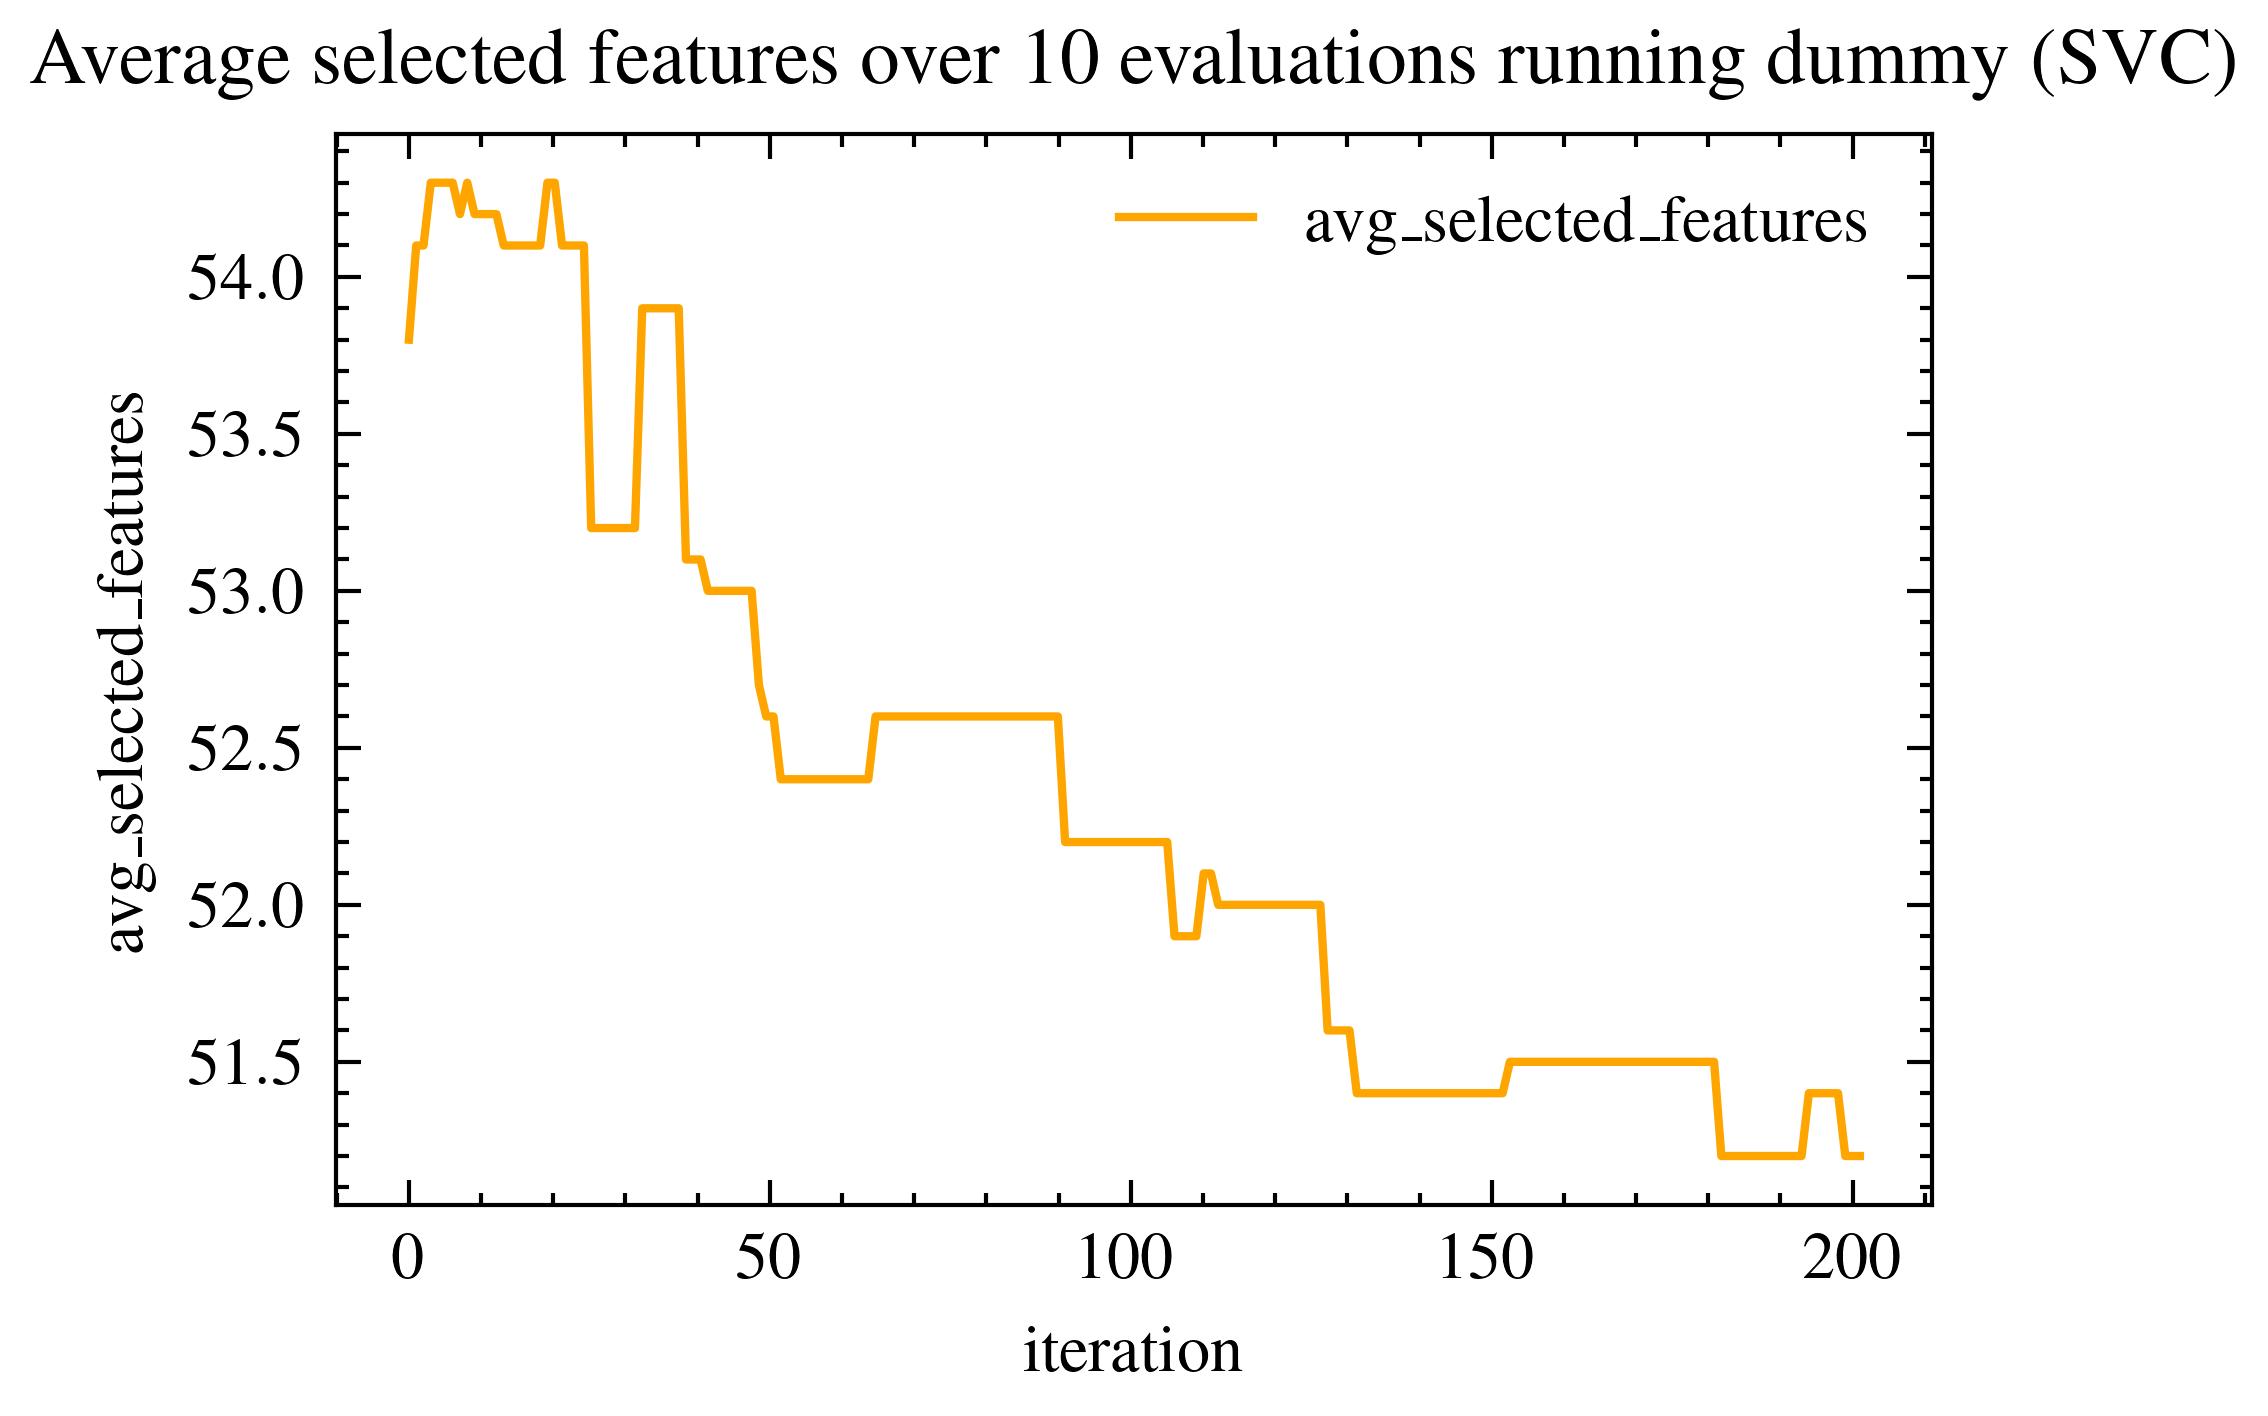 Average selected features over 10 evaluations running dummy (SVC)
avg_selected_features
avg_selected_features
54.0
53.5
53.0
52.5
52.0
51.5
0 50 100 150 200
iteration